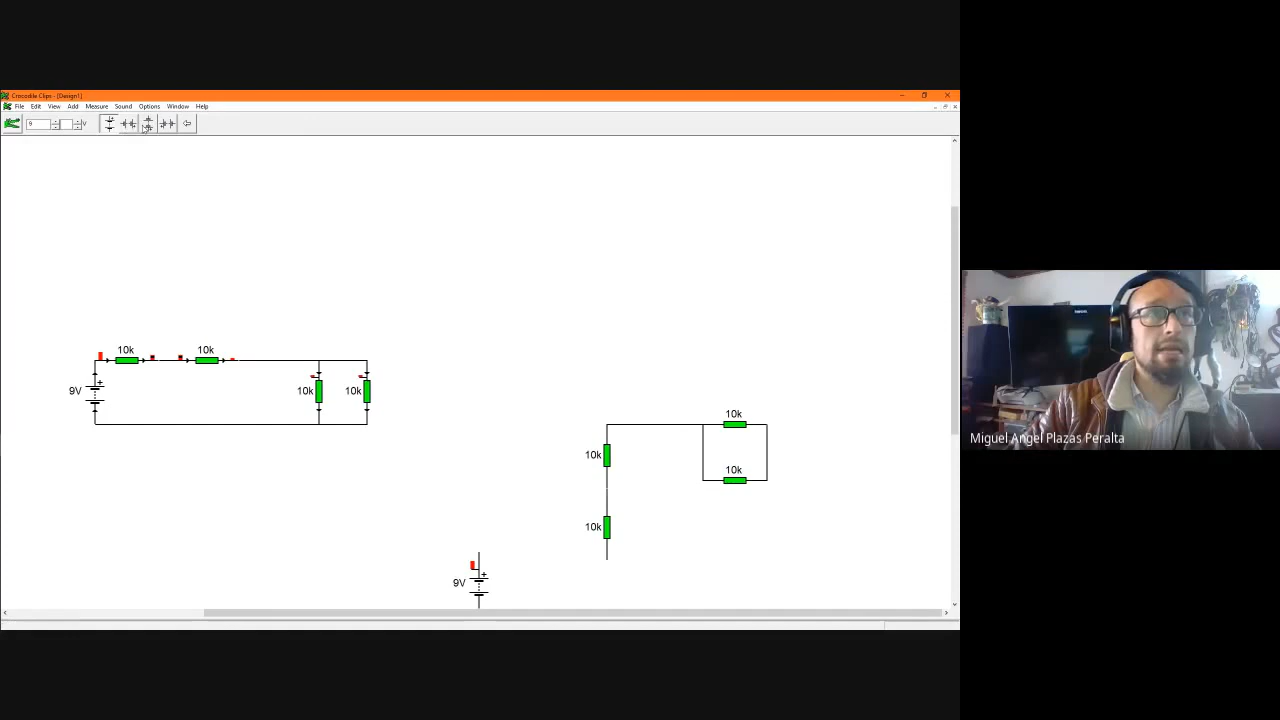 Crocodile Clips - [Design1]
File Edit View Add Measure Sound Options Window Help
9 V
10k 10k
9V 10k 10k
10k
10k
10k
10k
9V
Miguel Angel Plazas Peralta